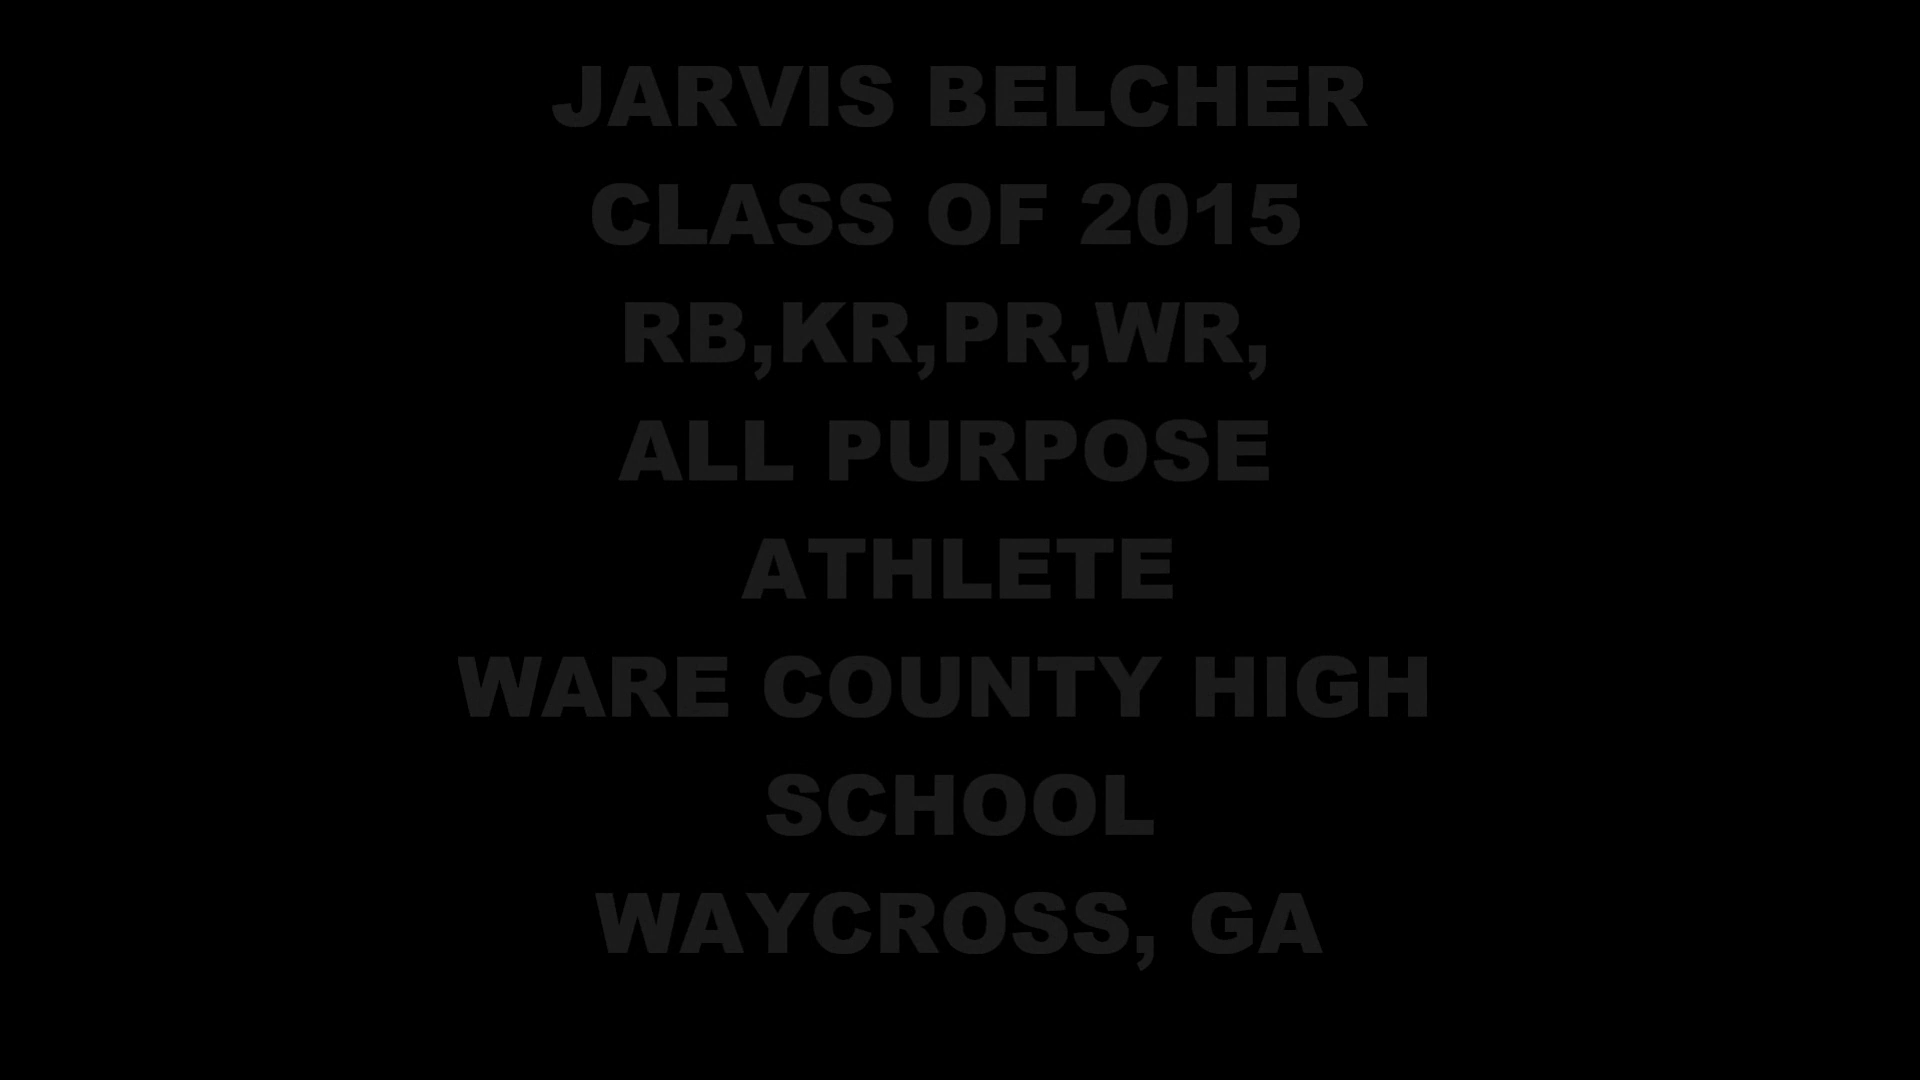 JARVIS BELCHER
CLASS OF 2015
RB,KR,PR,WR,
ALL PURPOSE
ATHLETE
WARE COUNTY HIGH
SCHOOL
WAYCROSS, GA